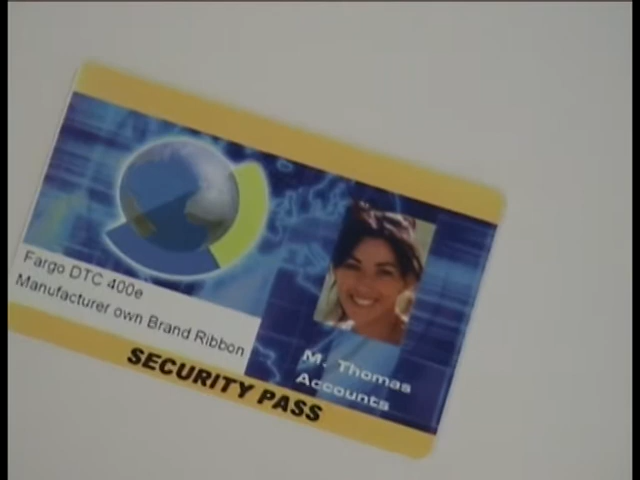 Fargo DTC 400e
Manufacturer own Brand Ribbon
M. Thomas
Accounts
SECURITY PASS